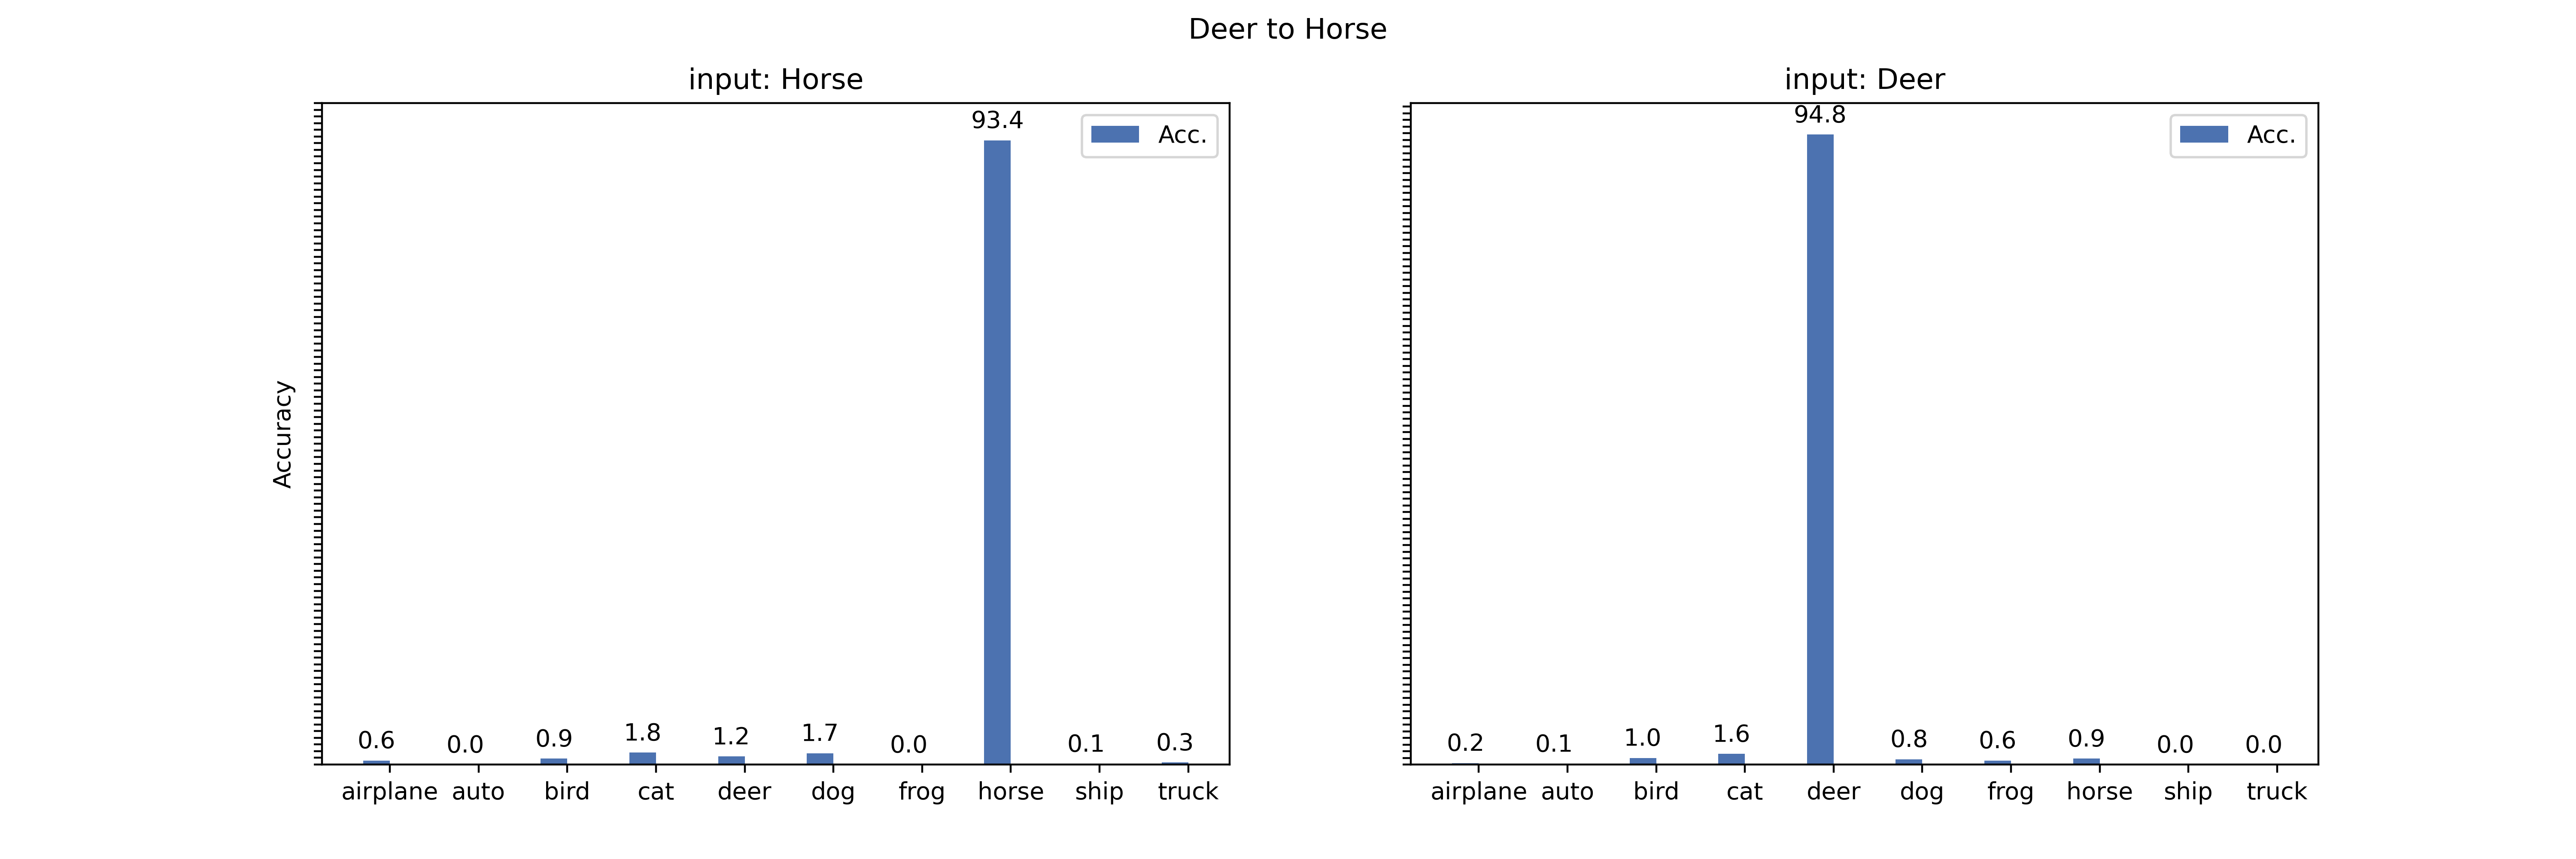 Deer to Horse
input: Horse
Accuracy
93.4
Acc.
0.6 0.0 0.9 1.8 1.2 1.7 0.0 0.1 0.3
airplane auto bird cat deer dog frog horse ship truck
input: Deer
94.8
Acc.
0.2 0.1 1.0 1.6 0.8 0.6 0.9 0.0 0.0
airplane auto bird cat deer dog frog horse ship truck